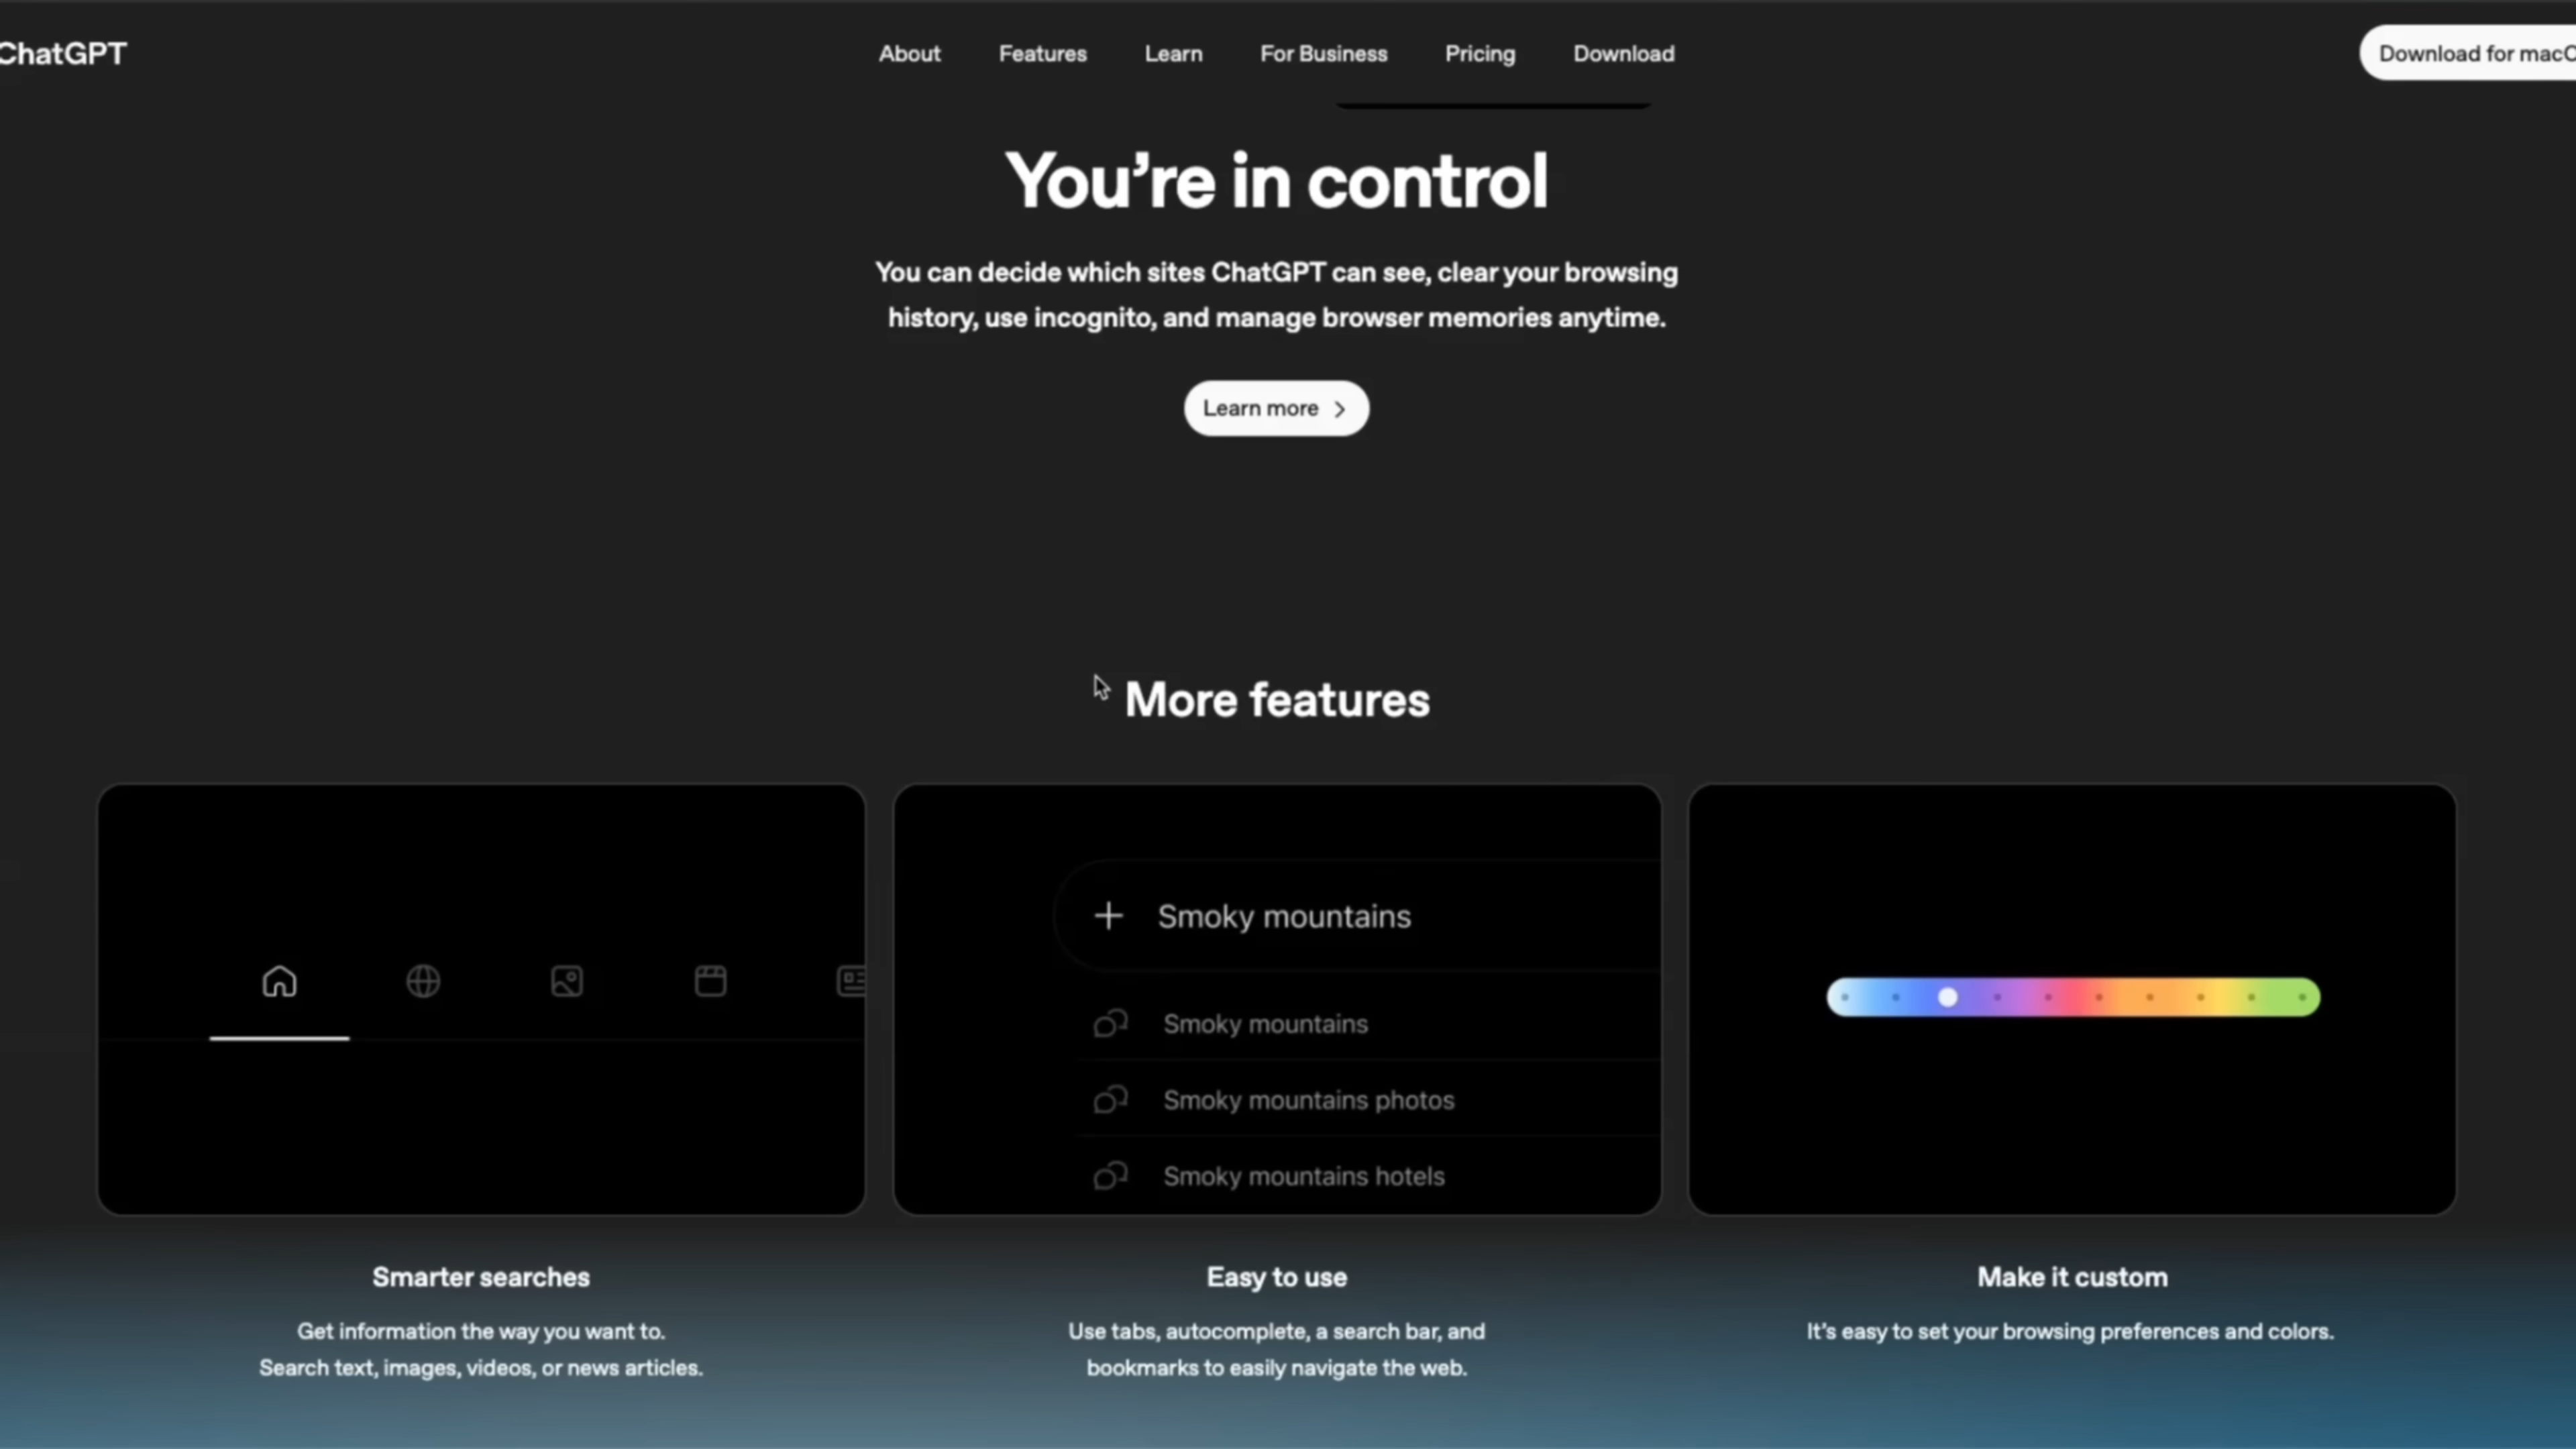 ChatGPT
About
Features
Learn
For Business
Pricing
Download
Download for macO
You're in control
You can decide which sites ChatGPT can see, clear your browsing
history, use incognito, and manage browser memories anytime.
Learn more
More features
Smoky mountains
Smoky mountains
Smoky mountains photos
Smoky mountains hotels
Smarter searches
Get information the way you want to.
Search text, images, videos, or news articles.
Easy to use
Use tabs, autocomplete, a search bar, and
bookmarks to easily navigate the web.
Make it custom
It's easy to set your browsing preferences and colors.